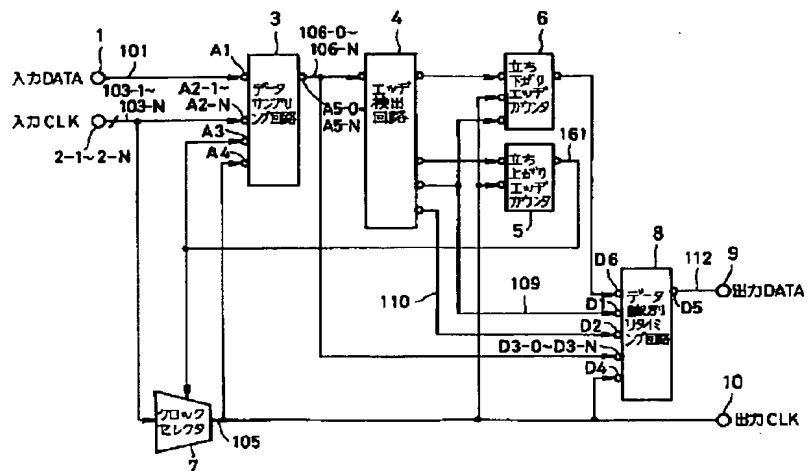 1
101
入力DATA
103-1~
103-N
入力CLK
2-1~2-N
A1
A2-1~
A2-N
A3
A4
3
データ
サンプリ
ング回路
106-0~
106-N
A5-0~
A5-N
4
エッヂ
検出
回路
6
立ち
下がり
エッヂ
カウンタ
立ち
上がり
エッヂ
カウンタ
5
161
110
109
8
D6
D1
D2
D3-0~D3-N
D4
データ
リタイミ
ング回路
D5
112
9
出力DATA
10
出力CLK
クロック
セレクタ
7
105